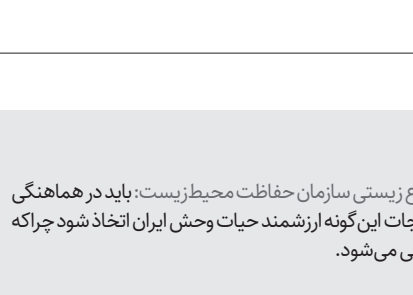 ع زیستی سازمان حفاظت محیط‌زیست: باید در هماهنگی
جات این‌گونه ارزشمند حیات وحش ایران اتخاذ شود چراکه
ی می‌شود.